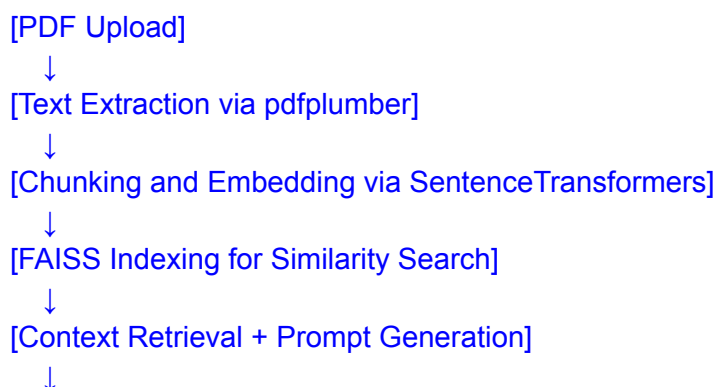 [PDF Upload]
↓
[Text Extraction via pdfplumber]
↓
[Chunking and Embedding via SentenceTransformers]
↓
[FAISS Indexing for Similarity Search]
↓
[Context Retrieval + Prompt Generation]
↓